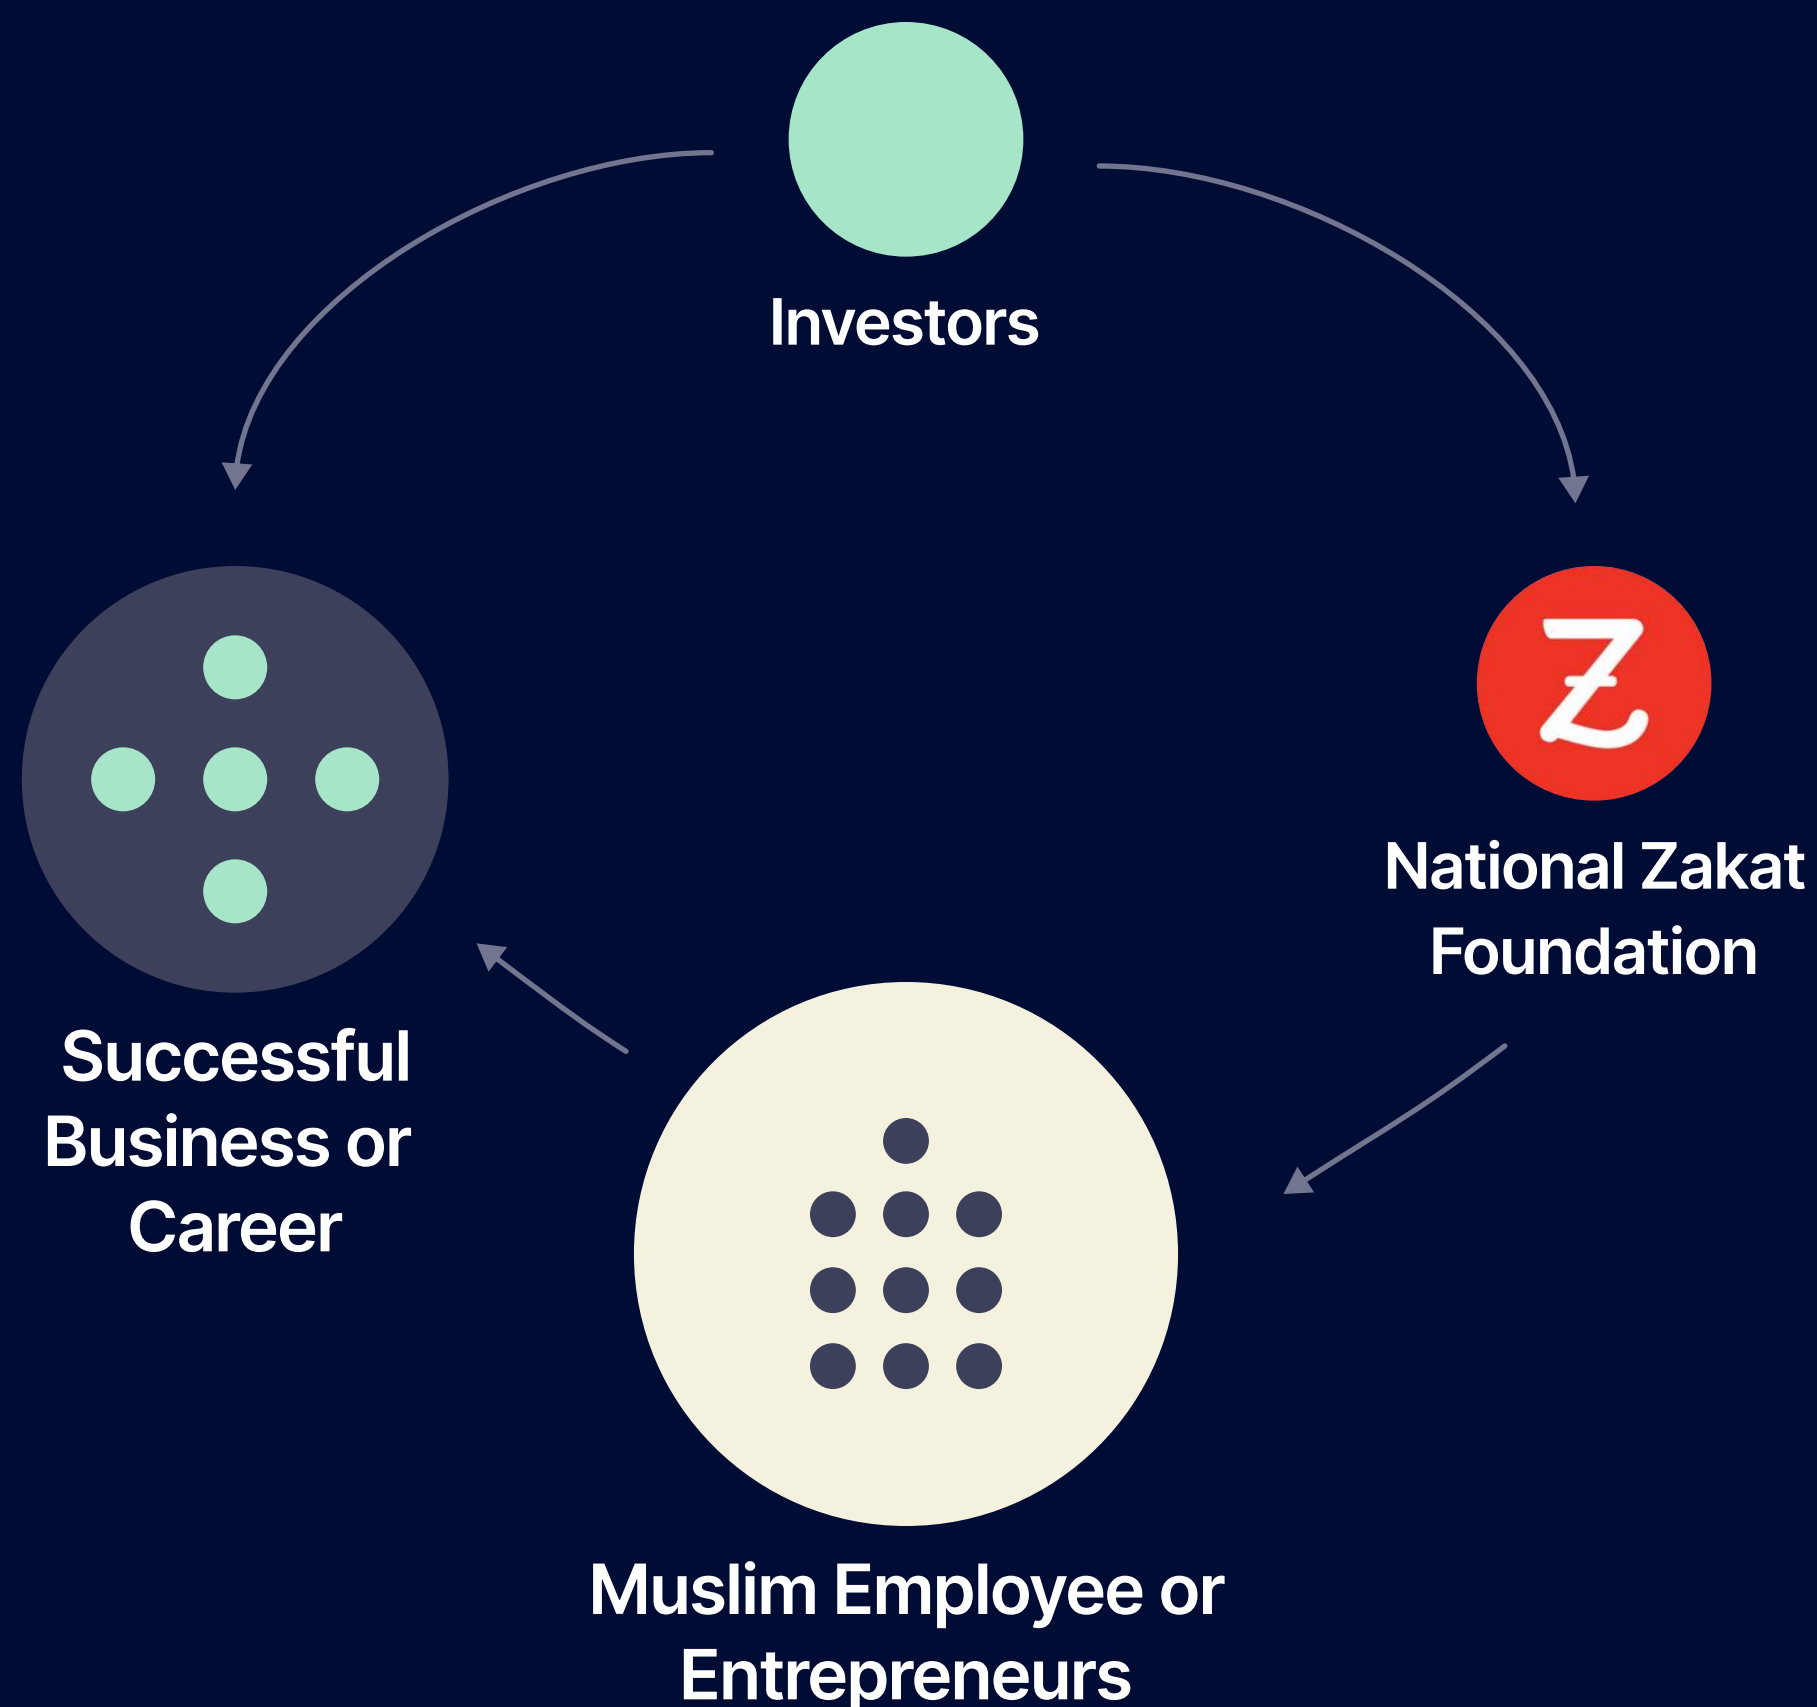 Investors
Z
National Zakat
Foundation
Successful
Business or
Career
Muslim Employee or
Entrepreneurs